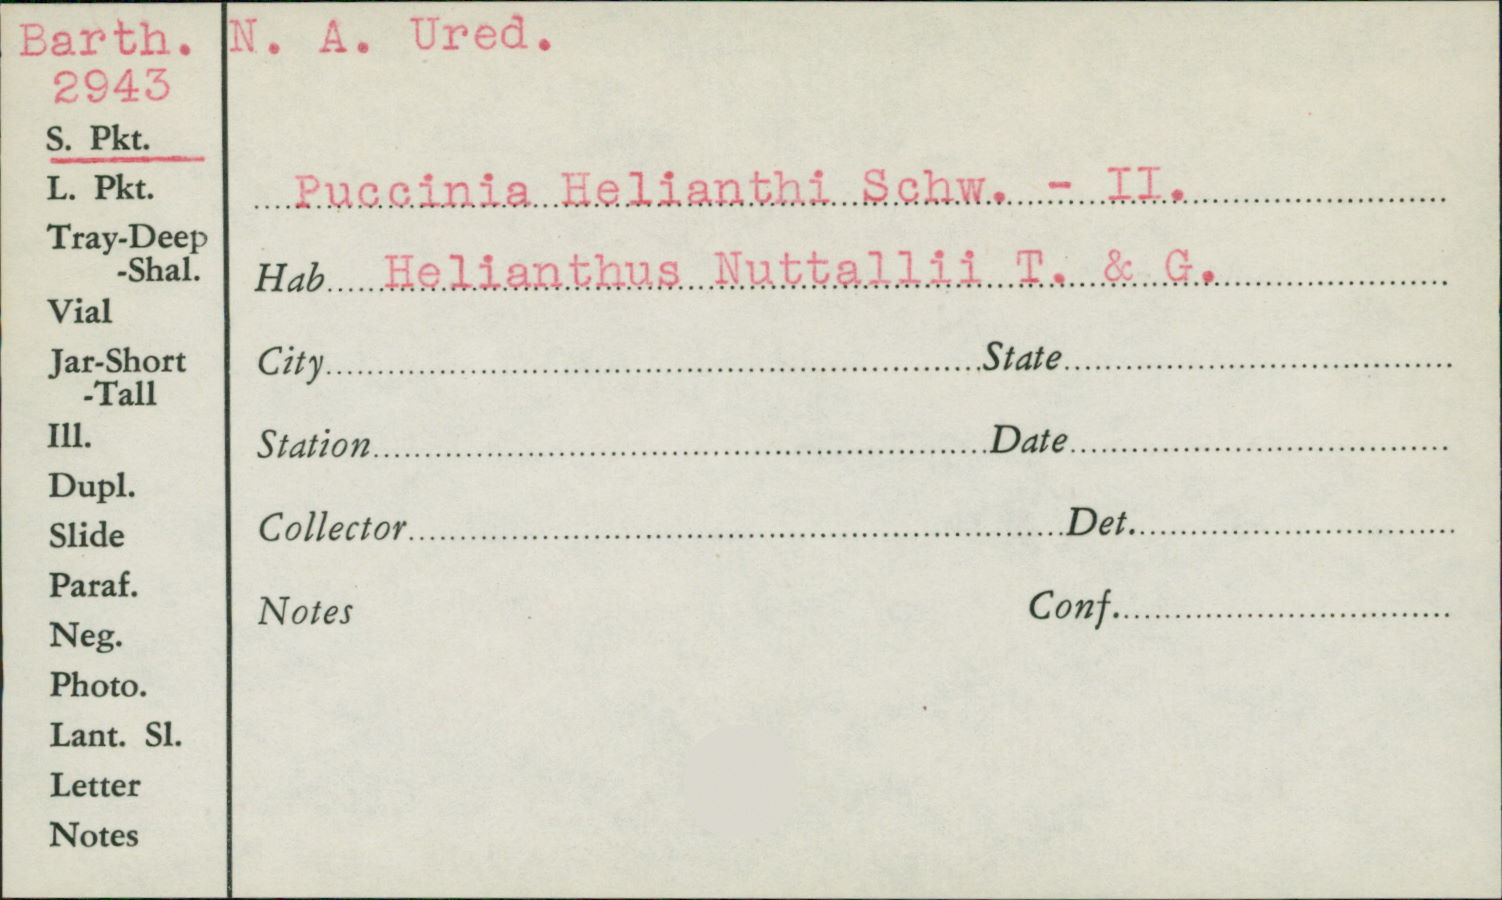 Barth. N. A. Ured.
2943
S. Pkt.
L. Pkt.
Tray-Deep
-Shal.
Vial
Jar-Short
-Tall
Ill.
Dupl.
Slide
Paraf.
Neg.
Photo.
Lant. Sl.
Letter
Notes
Puccinia Helianthi Schw. - II.
Hab. Helianthus Nuttallii T. & G.
City State
Station Date
Collector Det.
Notes Conf.